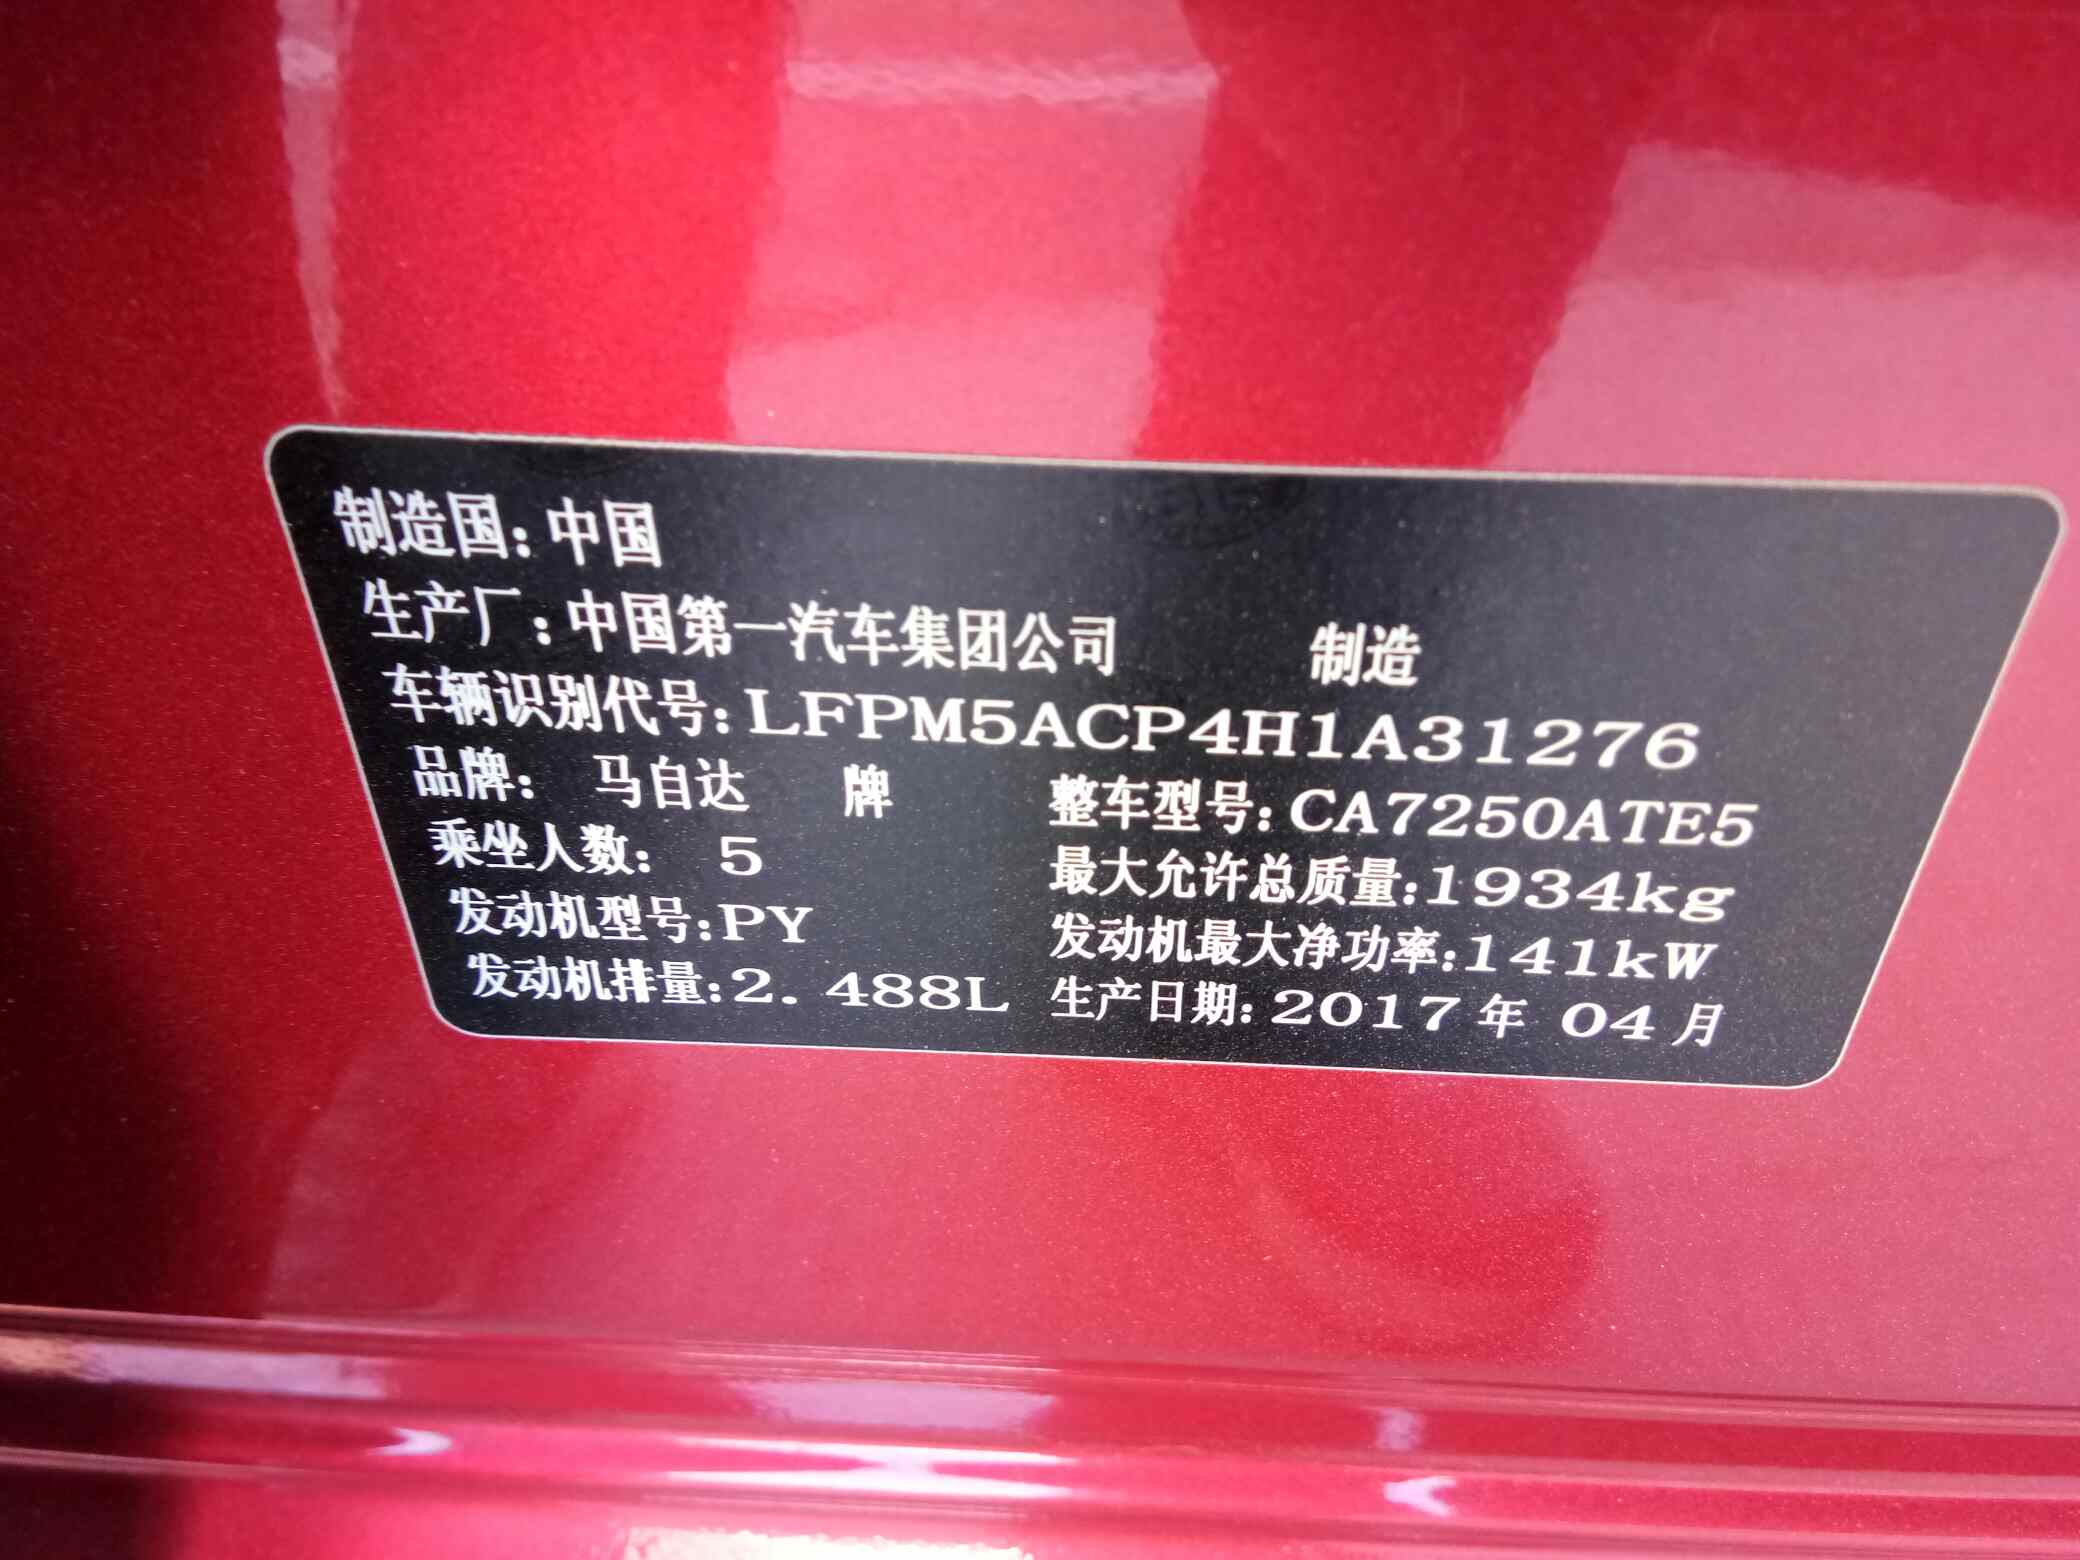 制造国:中国
生产厂:中国第一汽车集团公司 制造
车辆识别代号:LFPM5ACP4H1A31276
品牌: 马自达 牌 整车型号:CA7250ATE5
乘坐人数: 5 最大允许总质量:1934kg
发动机型号:PY 发动机最大净功率:141kW
发动机排量:2. 488L 生产日期:2017年 04月